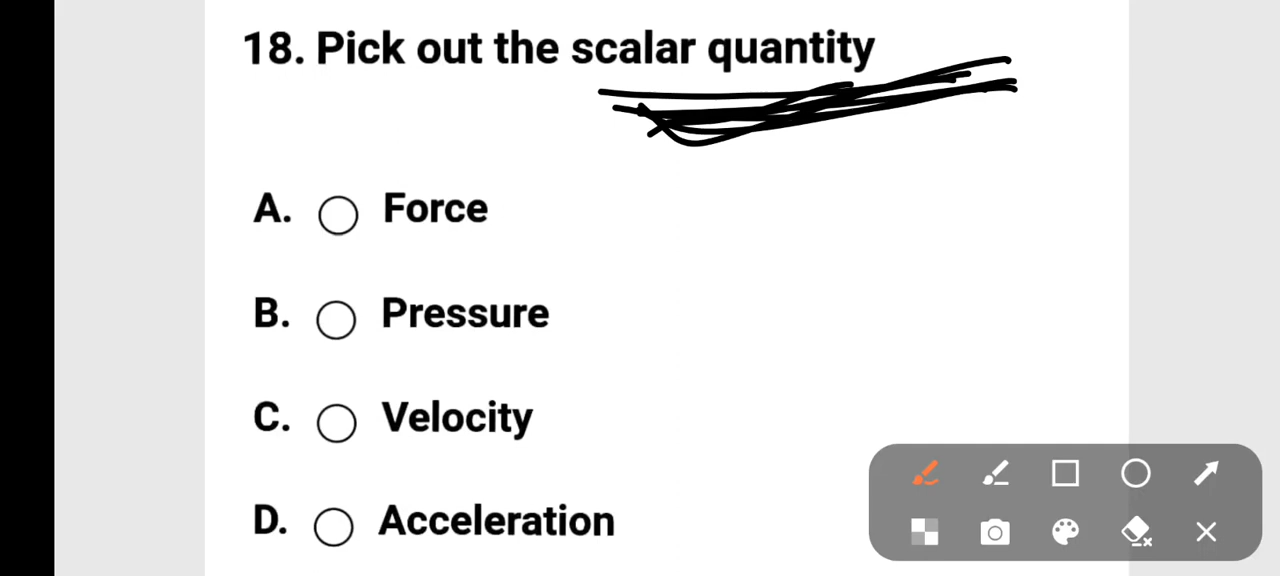 18. Pick out the scalar quantity
A. Force
B. Pressure
C. Velocity
D. Acceleration